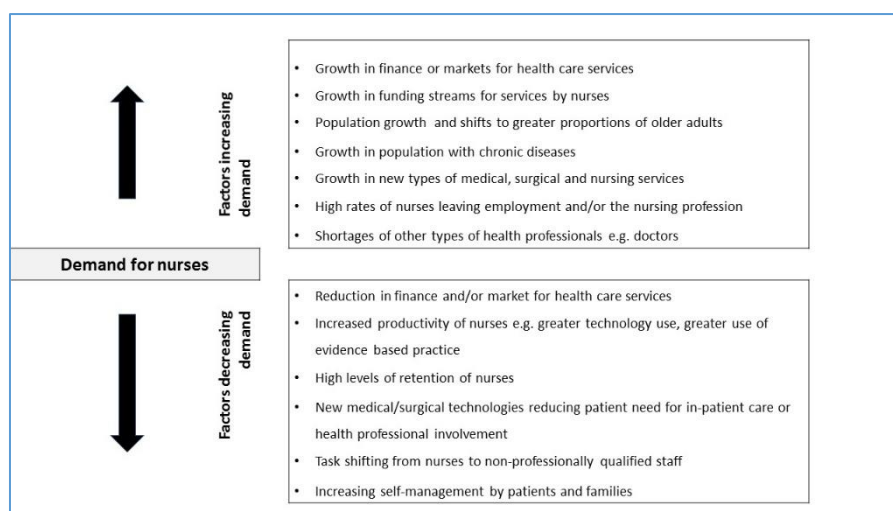 • Growth in finance or markets for health care services
• Growth in funding streams for services by nurses
• Population growth and shifts to greater proportions of older adults
• Growth in population with chronic diseases
• Growth in new types of medical, surgical and nursing services
• High rates of nurses leaving employment and/or the nursing profession
• Shortages of other types of health professionals e.g. doctors
Factors increasing
demand
Demand for nurses
• Reduction in finance and/or market for health care services
• Increased productivity of nurses e.g. greater technology use, greater use of
evidence based practice
• High levels of retention of nurses
• New medical/surgical technologies reducing patient need for in-patient care or
health professional involvement
• Task shifting from nurses to non-professionally qualified staff
• Increasing self-management by patients and families
Factors decreasing
demand